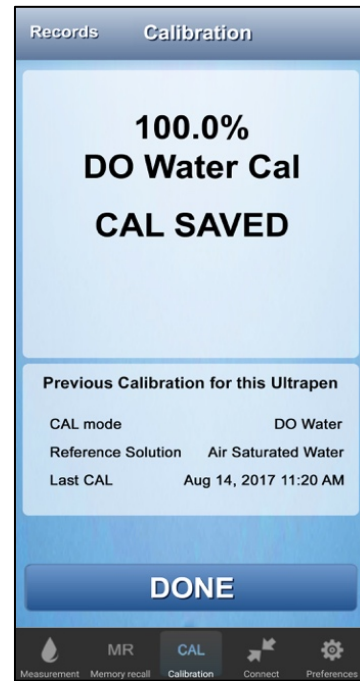 Records Calibration
100.0%
DO Water Cal
CAL SAVED
Previous Calibration for this Ultrapen
CAL mode DO Water
Reference Solution Air Saturated Water
Last CAL Aug 14, 2017 11:20 AM
DONE
MR CAL
Measurement Memory recall Calibration Connect Preferences